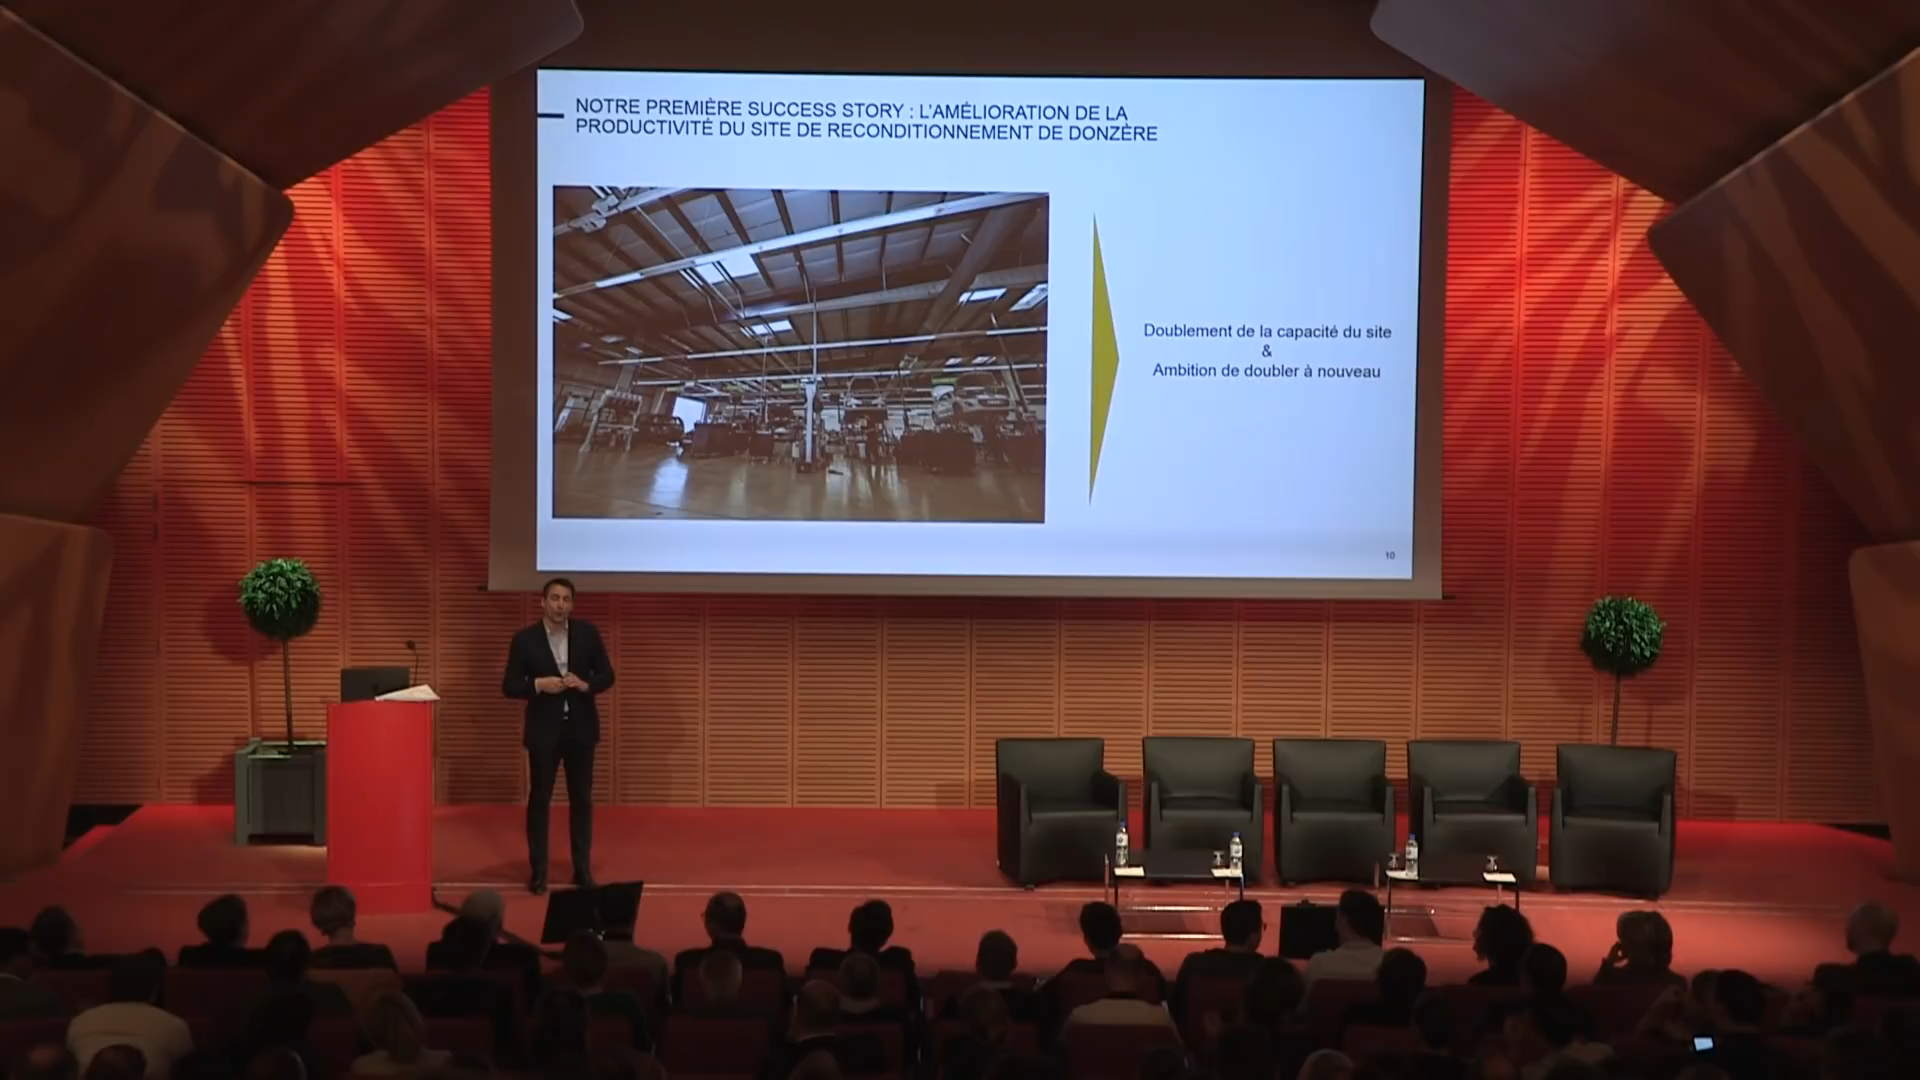 NOTRE PREMIÈRE SUCCESS STORY : L'AMÉLIORATION DE LA
PRODUCTIVITÉ DU SITE DE RECONDITIONNEMENT DE DONZÈRE
Doublement de la capacité du site
&
Ambition de doubler à nouveau
10